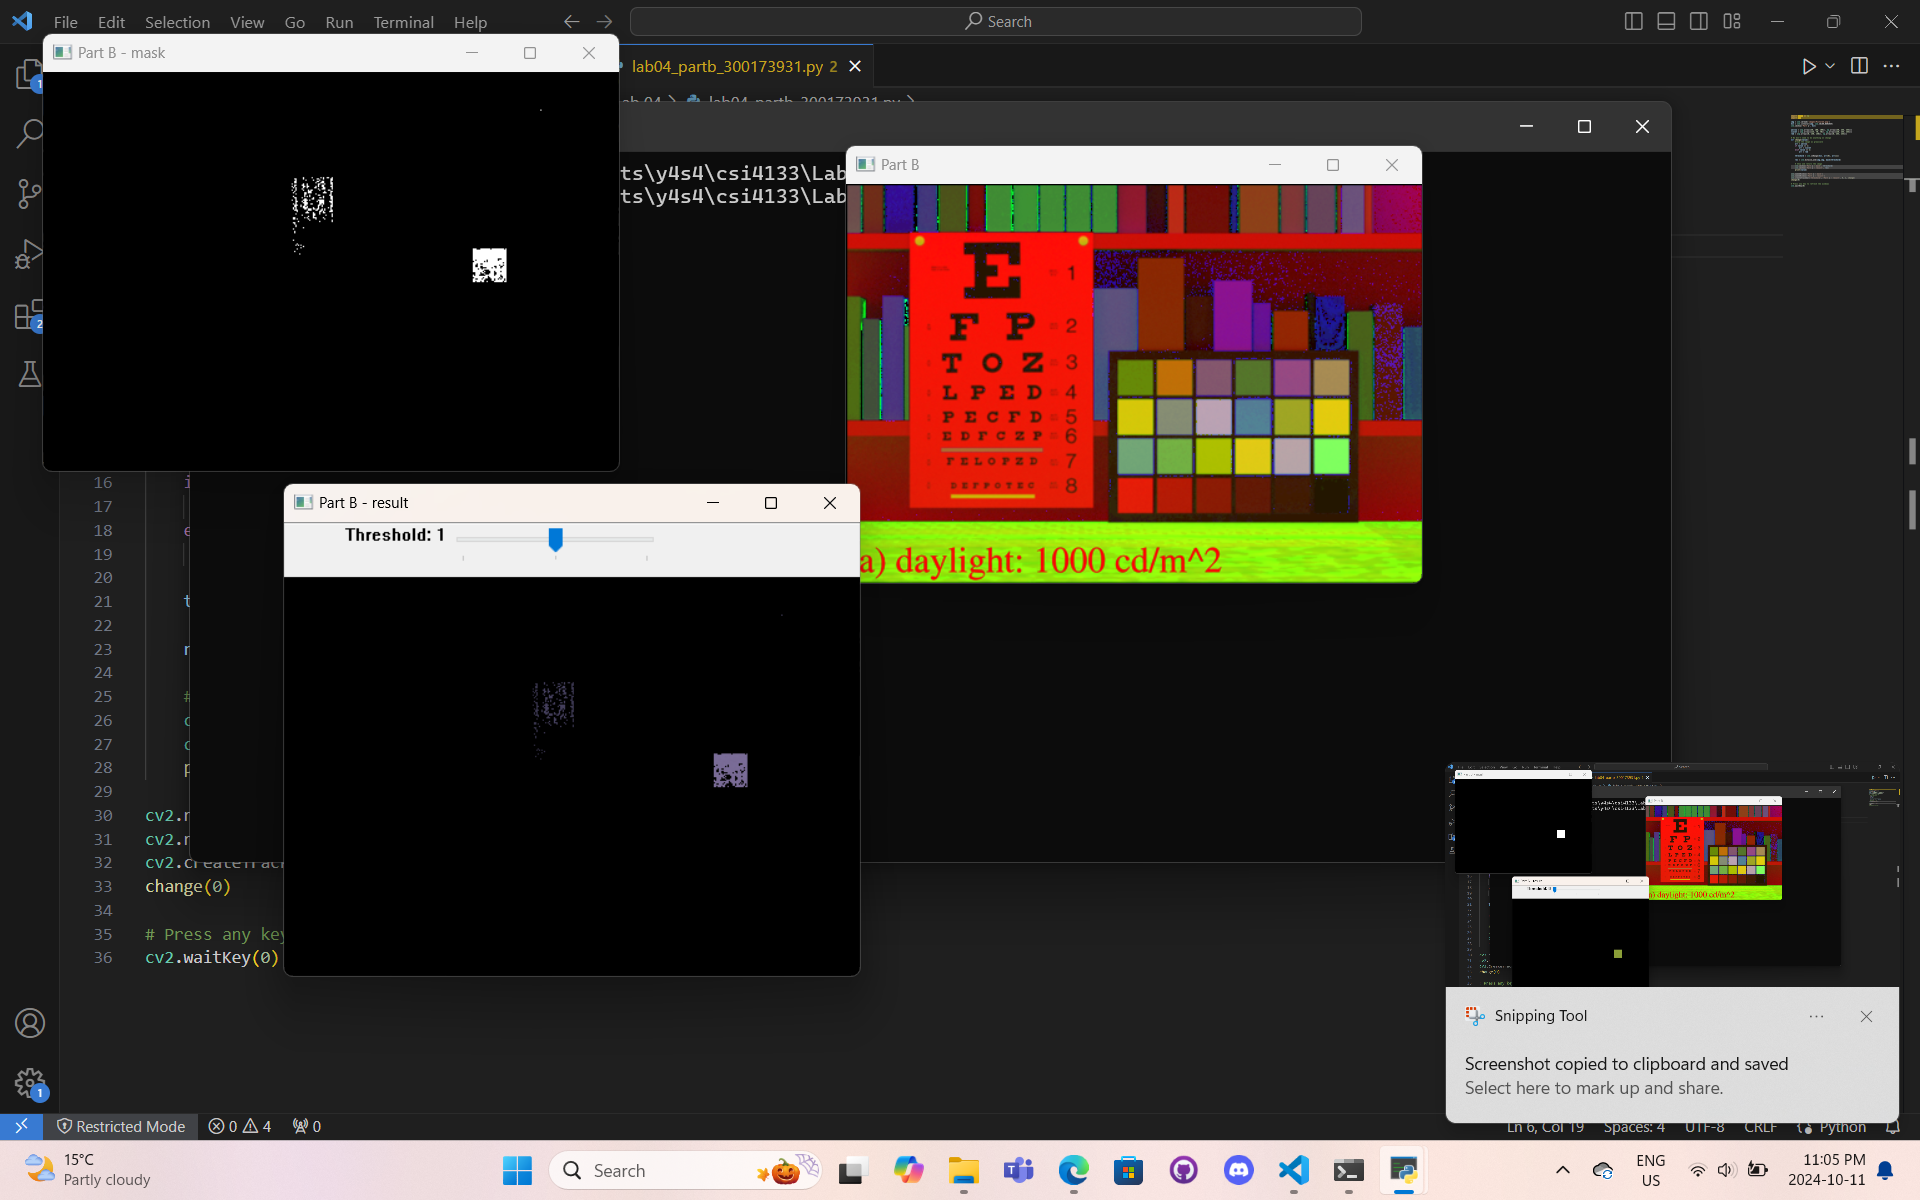 File Edit Selection View Go Run Terminal Help
Search
Part B - mask
lab04_partb_300173931.py 2
lab04_partb_300173931.py
ts\y4s4\csi4133\Lab
ts\y4s4\csi4133\Lab
Part B
E 1
F P 2
T O Z 3
L P E D 4
P E C F D 5
E D F C Z P 6
F E L O P Z D 7
D E F P O T E C 8
a) daylight: 1000 cd/m^2
1
2
Part B - result
Threshold: 1
16 i
17
18 e
19
20
21 t
22
23 r
24
25 #
26 c
27 c
28 p
29
30 cv2.r
31 cv2.r
32 cv2.createTrac
33 change(0)
34
35 # Press any key
36 cv2.waitKey(0)
Snipping Tool
Screenshot copied to clipboard and saved
Select here to mark up and share.
1
Restricted Mode 0 4 0
Ln 6, Col 19 Spaces: 4 UTF-8 CRLF Python
15°C
Partly cloudy
Search
ENG
US
11:05 PM
2024-10-11